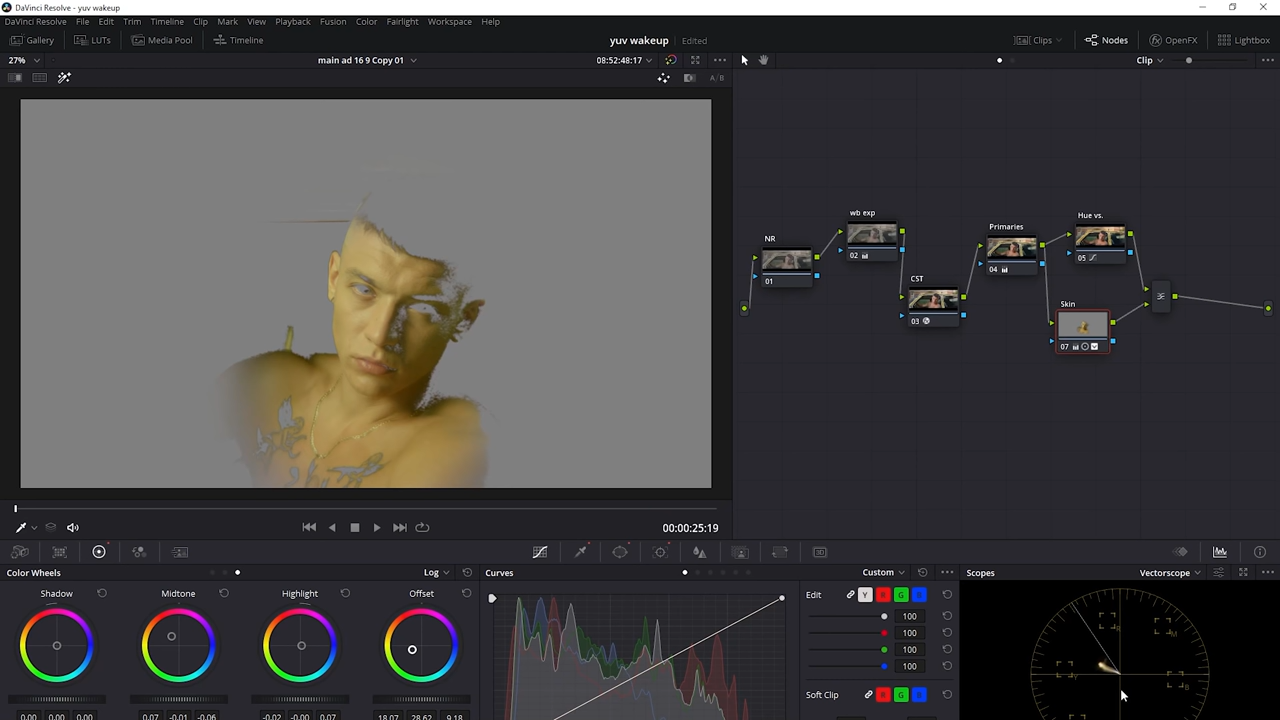 DaVinci Resolve - yuv wakeup
DaVinci Resolve File Edit Trim Timeline Clip Mark View Playback Fusion Color Fairlight Workspace Help
Gallery LUTs Media Pool Timeline yuv wakeup Edited Clips Nodes OpenFX Lightbox
27% main ad 16 9 Copy 01 08:52:48:17 Clip
A/B
wb exp
Hue vs.
Primaries
NR
02
05
04
CST
01
Skin
03
07
00:00:25:19
Color Wheels Log Curves Custom Scopes Vectorscope
Shadow Midtone Highlight Offset Edit Y R G B
100
100
100
100
Soft Clip R G B
0.00 0.00 0.00 0.07 -0.01 -0.06 -0.02 -0.00 0.07 18.07 28.62 9.18
R
M
Y
B